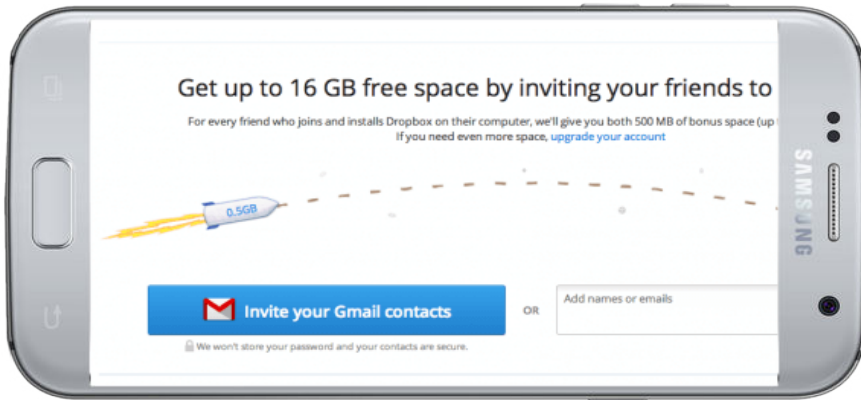 Get up to 16 GB free space by inviting your friends to
For every friend who joins and installs Dropbox on their computer, we'll give you both 500 MB of bonus space (up
If you need even more space, upgrade your account
0.5GB
Invite your Gmail contacts
OR
Add names or emails
We won't store your password and your contacts are secure.
SAMSUNG